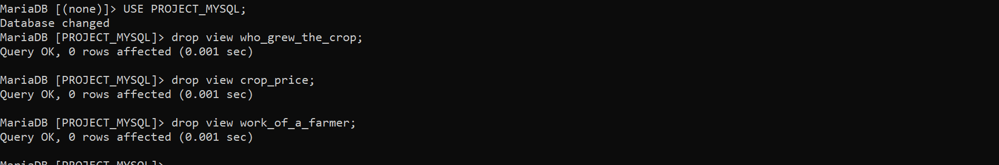 MariaDB [(none)]> USE PROJECT_MYSQL;
Database changed
MariaDB [PROJECT_MYSQL]> drop view who_grew_the_crop;
Query OK, 0 rows affected (0.001 sec)
MariaDB [PROJECT_MYSQL]> drop view crop_price;
Query OK, 0 rows affected (0.001 sec)
MariaDB [PROJECT_MYSQL]> drop view work_of_a_farmer;
Query OK, 0 rows affected (0.001 sec)
MariaDB [PROJECT_MYSQL]>